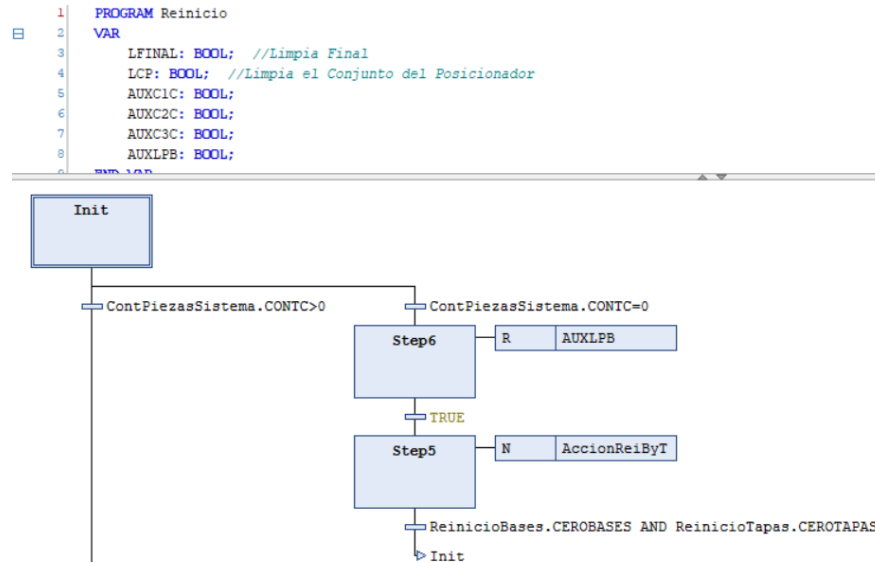 1 PROGRAM Reinicio
2 VAR
3 LFINAL: BOOL; //Limpia Final
4 LCP: BOOL; //Limpia el Conjunto del Posicionador
5 AUXC1C: BOOL;
6 AUXC2C: BOOL;
7 AUXC3C: BOOL;
8 AUXLPB: BOOL;
9 END_VAR
Init
ContPiezasSistema.CONTC>0 ContPiezasSistema.CONTC=0
Step6 R AUXLPB
TRUE
Step5 N AccionReiByT
ReinicioBases.CEROBASES AND ReinicioTapas.CEROTAPAS
Init